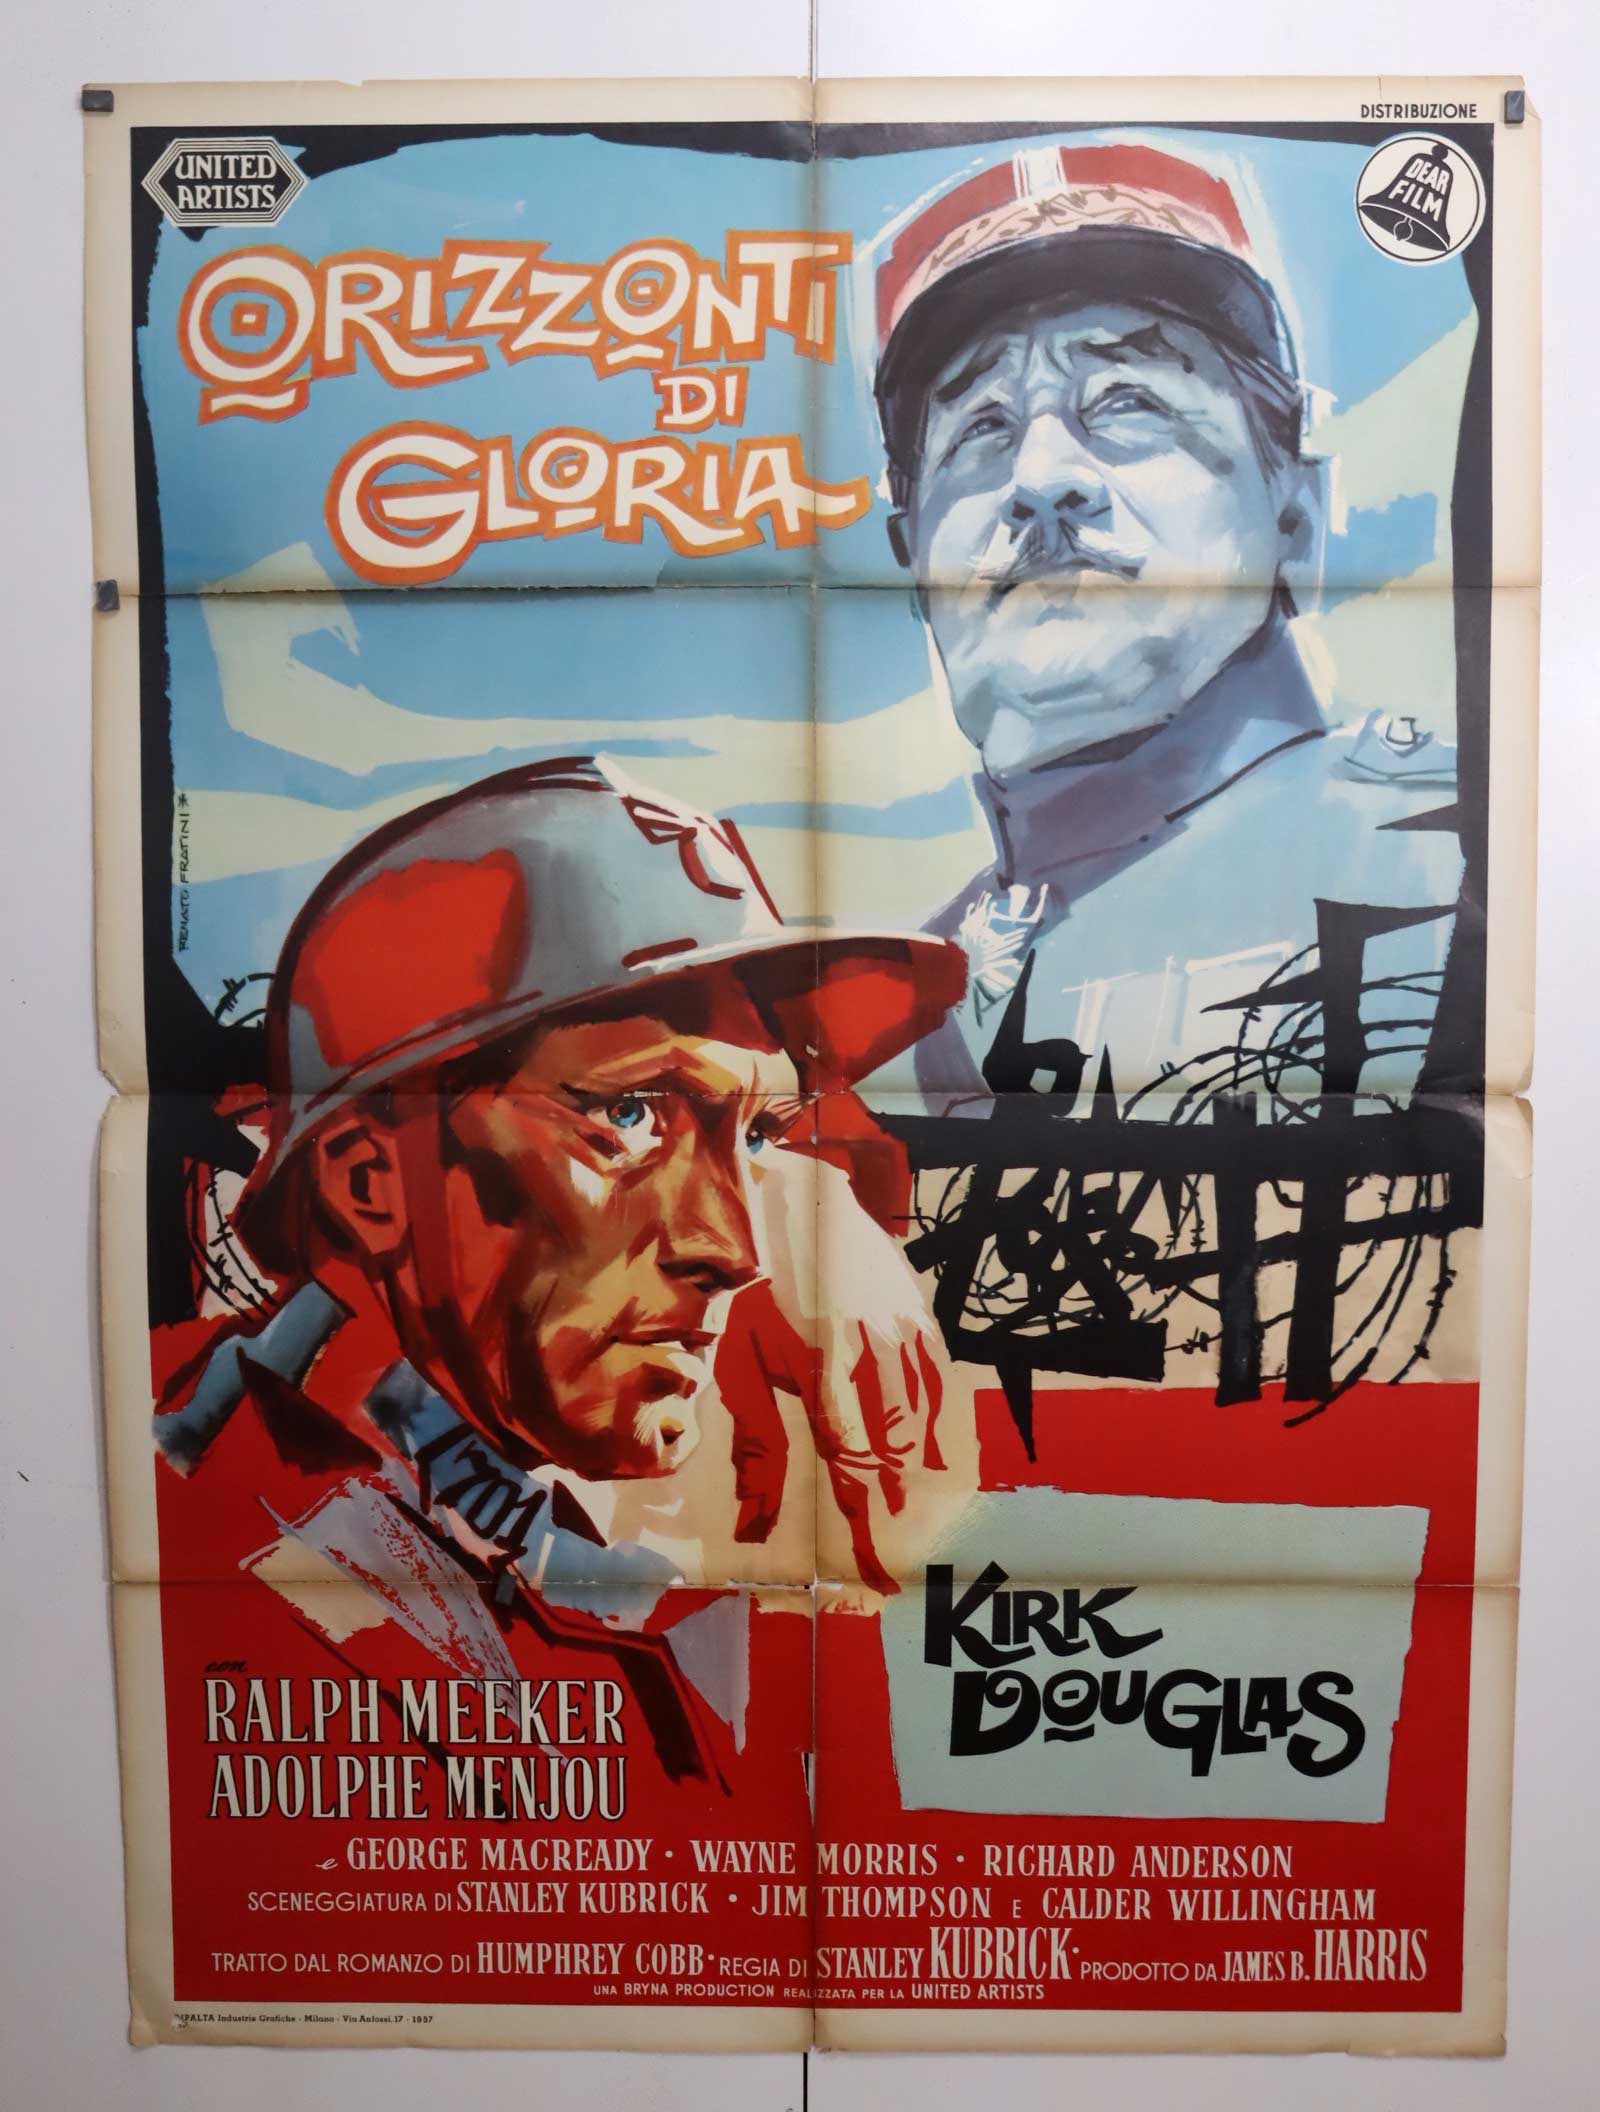 DISTRIBUZIONE
UNITED
ARTISTS
DEAR
FILM
ORIZZONTI
DI
GLORIA
RENATO FRATINI
701
KIRK
DOUGLAS
con
RALPH MEEKER
ADOLPHE MENJOU
e GEORGE MACREADY · WAYNE MORRIS · RICHARD ANDERSON
SCENEGGIATURA DI STANLEY KUBRICK · JIM THOMPSON E CALDER WILLINGHAM
TRATTO DAL ROMANZO DI HUMPHREY COBB · REGIA DI STANLEY KUBRICK · PRODOTTO DA JAMES B. HARRIS
UNA BRYNA PRODUCTION REALIZZATA PER LA UNITED ARTISTS
Industrie Grafiche - Milano - Via Anfossi, 17 - 1957